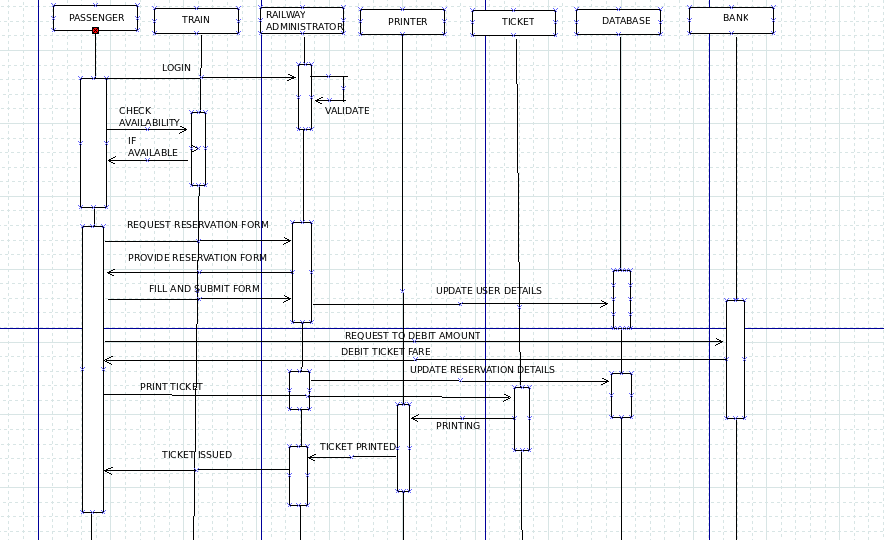 PASSENGER
TRAIN
RAILWAY
ADMINISTRATOR
PRINTER
TICKET
DATABASE
BANK
LOGIN
VALIDATE
CHECK
AVAILABILITY
IF
AVAILABLE
REQUEST RESERVATION FORM
PROVIDE RESERVATION FORM
FILL AND SUBMIT FORM
UPDATE USER DETAILS
REQUEST TO DEBIT AMOUNT
DEBIT TICKET FARE
UPDATE RESERVATION DETAILS
PRINT TICKET
PRINTING
TICKET PRINTED
TICKET ISSUED